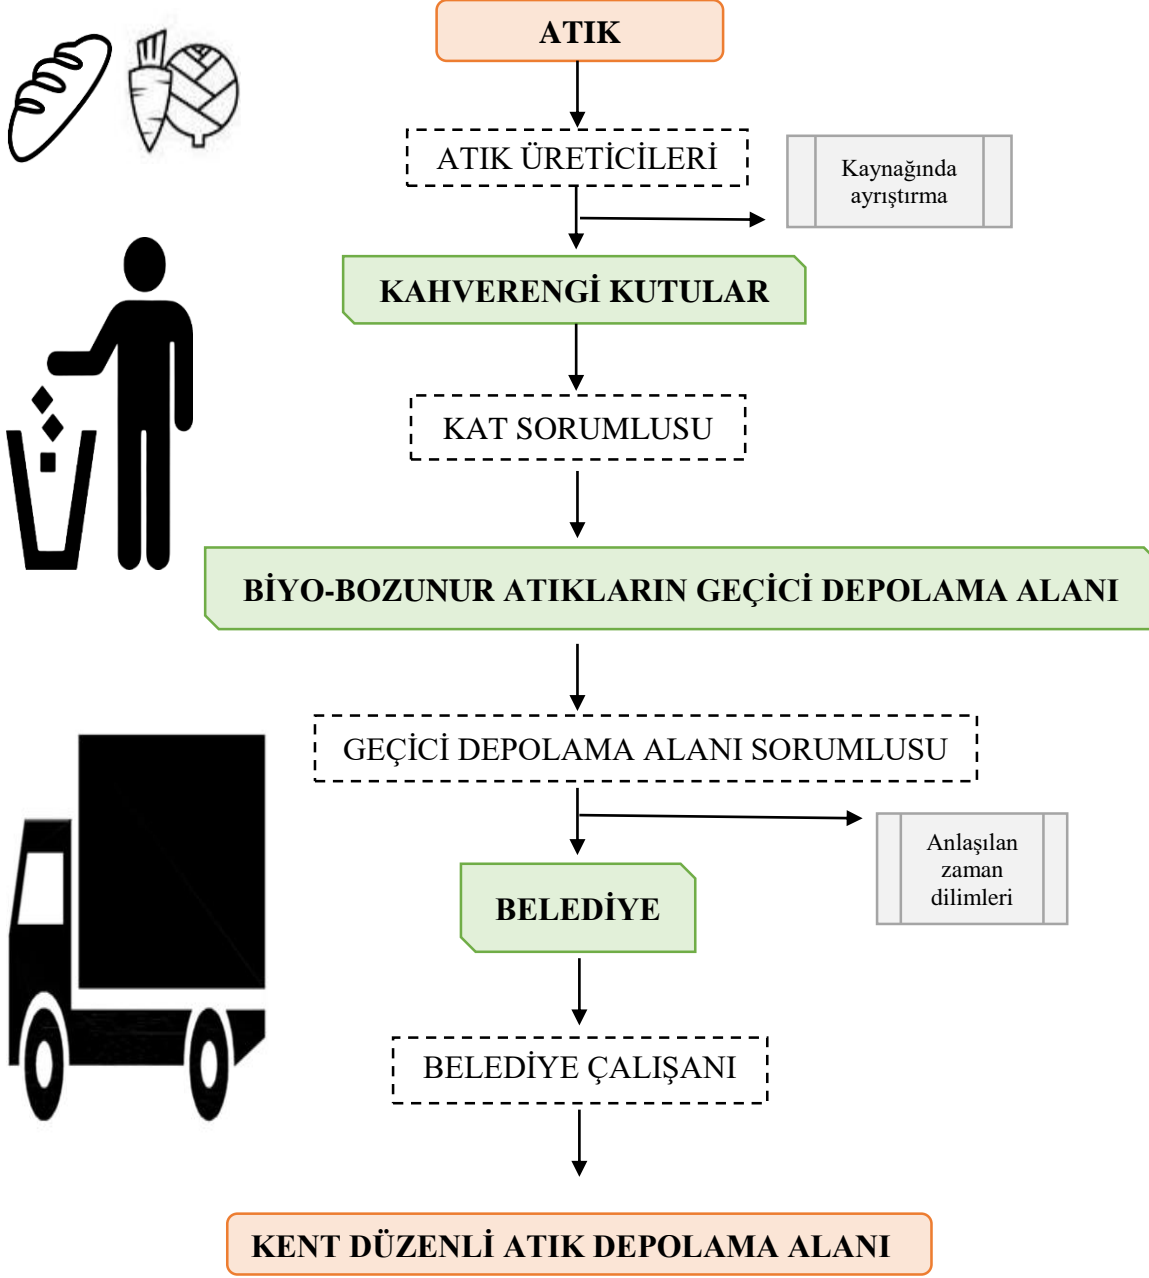 ATIK
ATIK ÜRETİCİLERİ
Kaynağında
ayrıştırma
KAHVERENGİ KUTULAR
KAT SORUMLUSU
BİYO-BOZUNUR ATIKLARIN GEÇİCİ DEPOLAMA ALANI
GEÇİCİ DEPOLAMA ALANI SORUMLUSU
Anlaşılan
zaman
dilimleri
BELEDİYE
BELEDİYE ÇALIŞANI
KENT DÜZENLİ ATIK DEPOLAMA ALANI